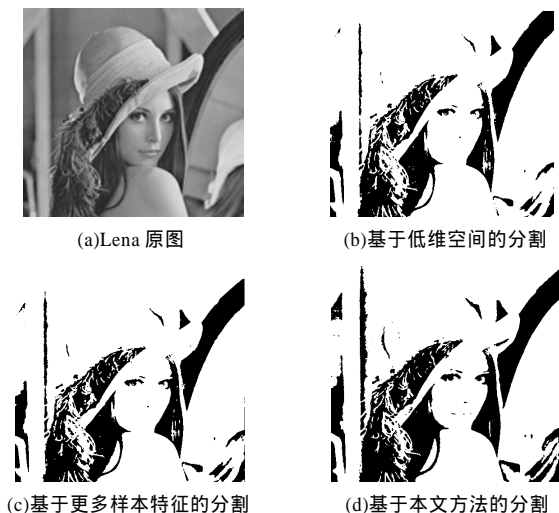 (a)Lena 原图
(b)基于低维空间的分割
(c)基于更多样本特征的分割
(d)基于本文方法的分割